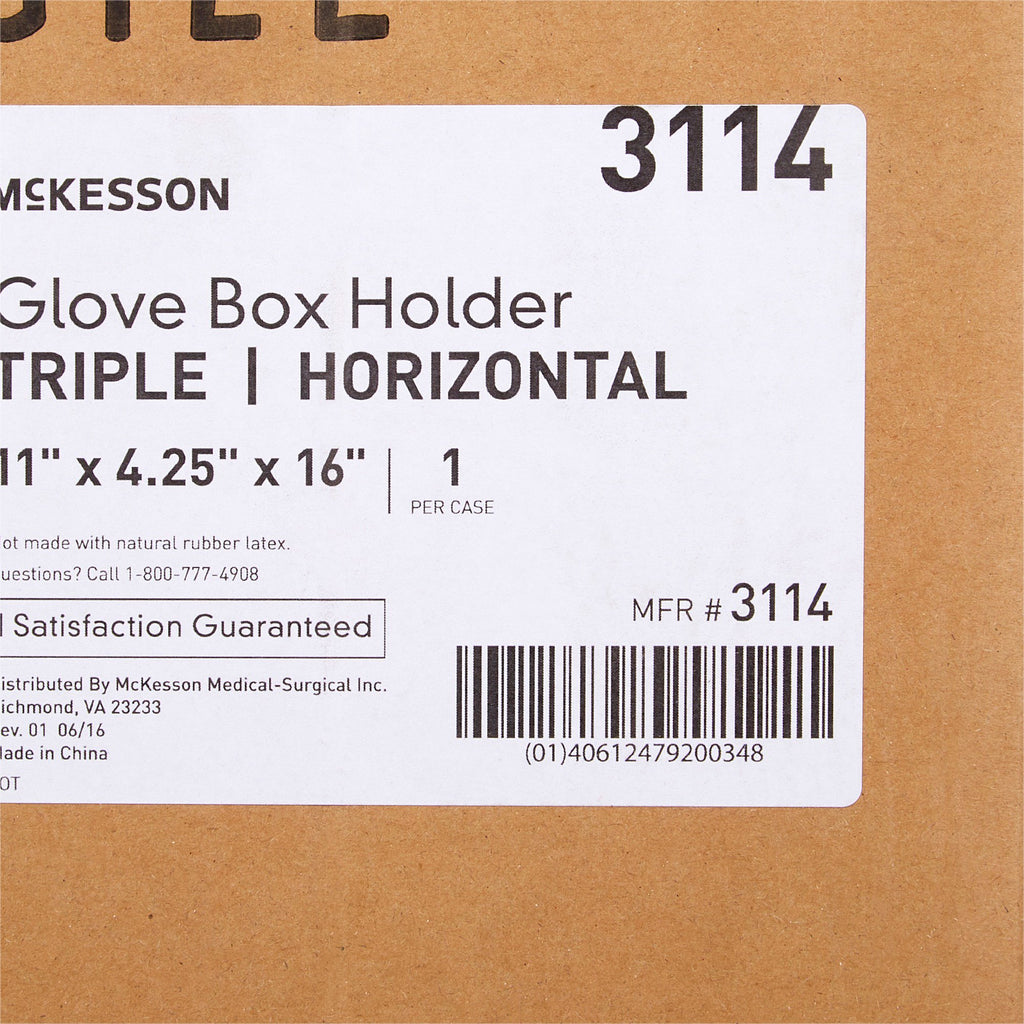 3114
McKESSON
Glove Box Holder
TRIPLE | HORIZONTAL
11" x 4.25" x 16" | 1
PER CASE
ot made with natural rubber latex.
uestions? Call 1-800-777-4908
l Satisfaction Guaranteed
MFR # 3114
istributed By McKesson Medical-Surgical Inc.
ichmond, VA 23233
ev. 01 06/16
ade in China
OT
(01)40612479200348